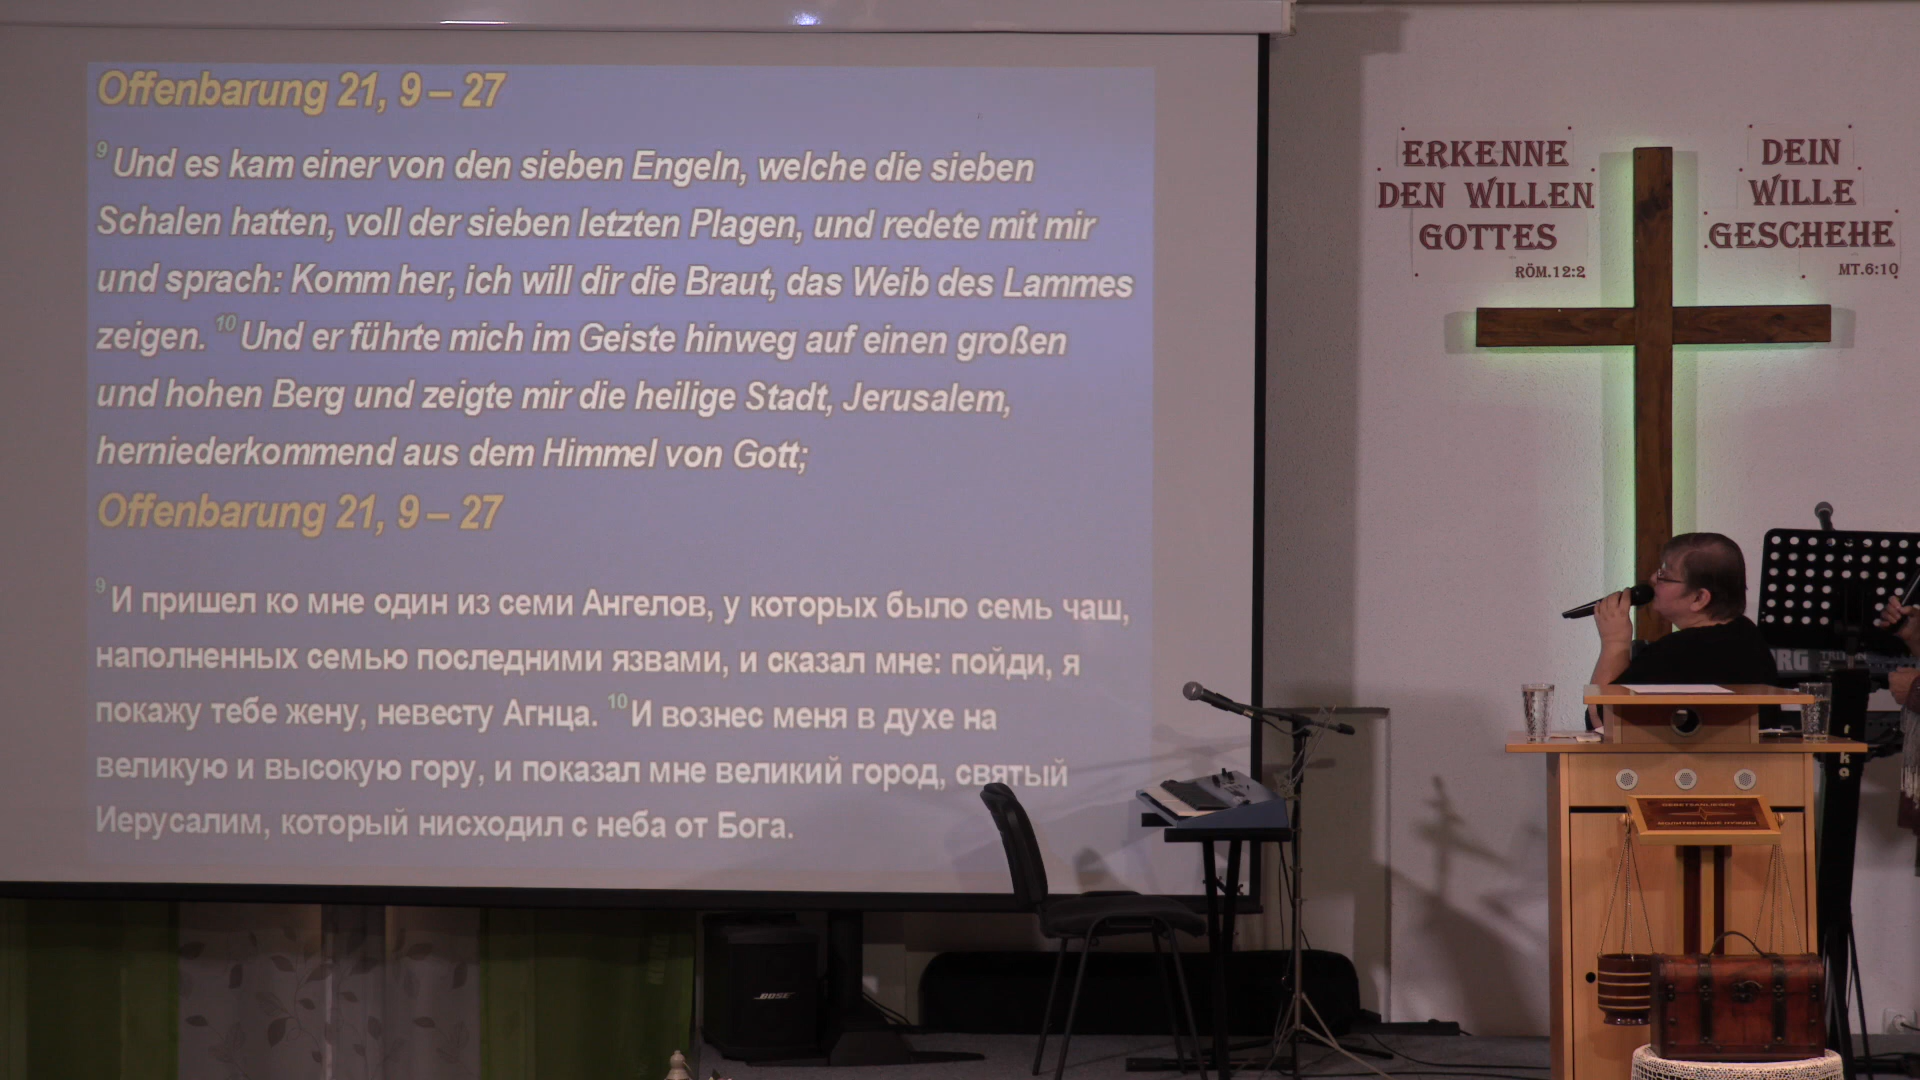 Offenbarung 21, 9 – 27
9 Und es kam einer von den sieben Engeln, welche die sieben
Schalen hatten, voll der sieben letzten Plagen, und redete mit mir
und sprach: Komm her, ich will dir die Braut, das Weib des Lammes
zeigen. 10 Und er führte mich im Geiste hinweg auf einen großen
und hohen Berg und zeigte mir die heilige Stadt, Jerusalem,
herniederkommend aus dem Himmel von Gott;
Offenbarung 21, 9 – 27
9 И пришел ко мне один из семи Ангелов, у которых было семь чаш,
наполненных семью последними язвами, и сказал мне: пойди, я
покажу тебе жену, невесту Агнца. 10 И вознес меня в духе на
великую и высокую гору, и показал мне великий город, святый
Иерусалим, который нисходил с неба от Бога.
ERKENNE
DEN WILLEN
GOTTES
RÖM.12:2
DEIN
WILLE
GESCHEHE
MT.6:10
GEBETSANLIEGEN
МОЛИТВЕННЫЕ НУЖДЫ
BOSE